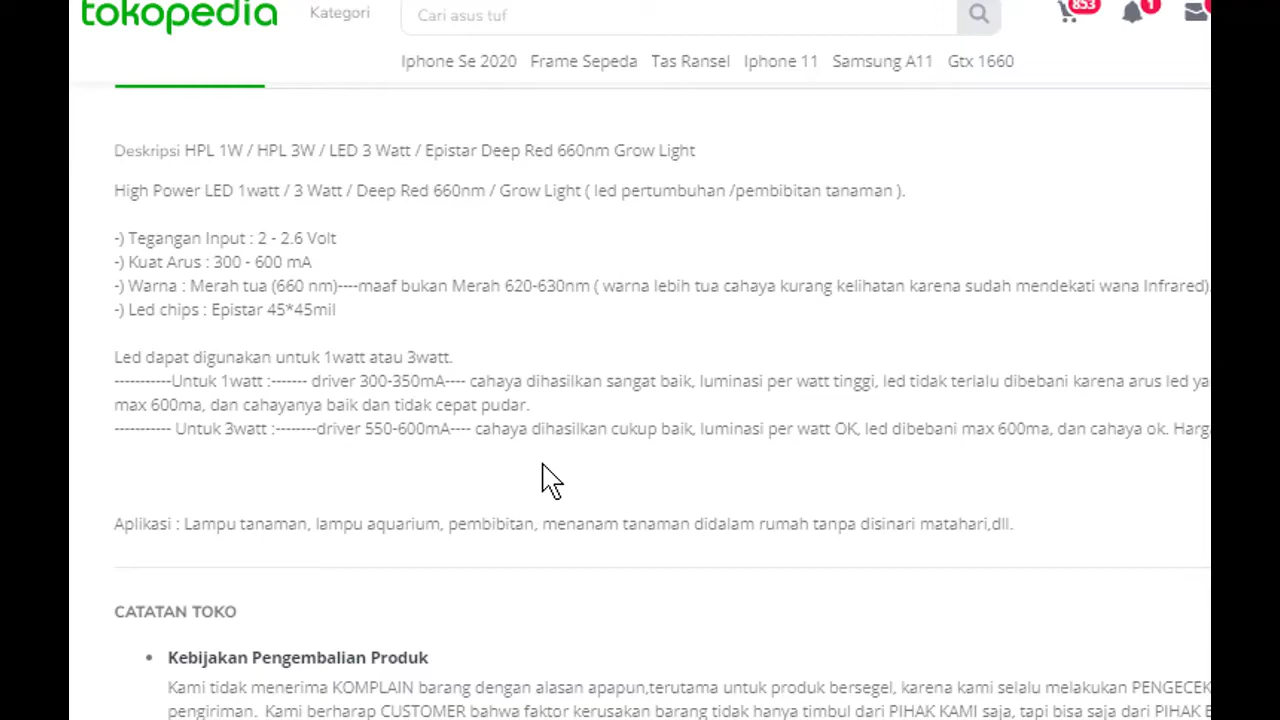 tokopedia
Kategori
Cari asus tuf
853
1
Iphone Se 2020 Frame Sepeda Tas Ransel Iphone 11 Samsung A11 Gtx 1660
Deskripsi HPL 1W / HPL 3W / LED 3 Watt / Epistar Deep Red 660nm Grow Light
High Power LED 1watt / 3 Watt / Deep Red 660nm / Grow Light ( led pertumbuhan /pembibitan tanaman ).
-) Tegangan Input : 2 - 2.6 Volt
-) Kuat Arus : 300 - 600 mA
-) Warna : Merah tua (660 nm)----maaf bukan Merah 620-630nm ( warna lebih tua cahaya kurang kelihatan karena sudah mendekati wana Infrared).
-) Led chips : Epistar 45*45mil
Led dapat digunakan untuk 1watt atau 3watt.
-----------Untuk 1watt :------- driver 300-350mA---- cahaya dihasilkan sangat baik, luminasi per watt tinggi, led tidak terlalu dibebani karena arus led ya
max 600ma, dan cahayanya baik dan tidak cepat pudar.
----------- Untuk 3watt :--------driver 550-600mA---- cahaya dihasilkan cukup baik, luminasi per watt OK, led dibebani max 600ma, dan cahaya ok. Harg
Aplikasi : Lampu tanaman, lampu aquarium, pembibitan, menanam tanaman didalam rumah tanpa disinari matahari,dll.
CATATAN TOKO
• Kebijakan Pengembalian Produk
Kami tidak menerima KOMPLAIN barang dengan alasan apapun,terutama untuk produk bersegel, karena kami selalu melakukan PENGECEK
pengiriman. Kami berharap CUSTOMER bahwa faktor kerusakan barang tidak hanya timbul dari PIHAK KAMI saja, tapi bisa saja dari PIHAK